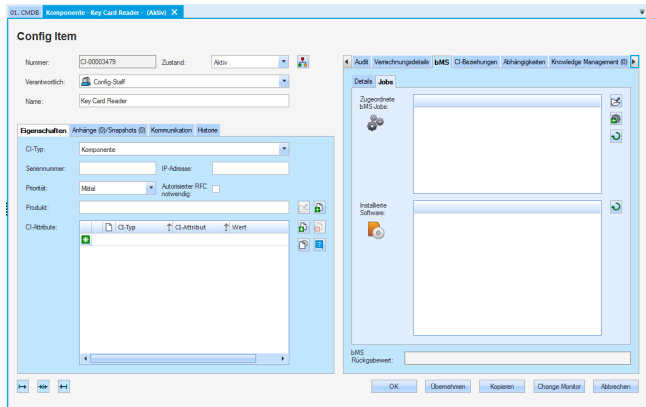 01. CMDB Komponente - Key Card Reader - (Aktiv)
Config Item
Nummer: CI-00003479 Zustand: Aktiv
Verantwortlich: Config-Staff
Name: Key Card Reader
Eigenschaften Anhänge (0)/Snapshots (0) Kommunikation Historie
CI-Typ: Komponente
Seriennummer: IP-Adresse:
Priorität: Mittel Autorisierter RFC notwendig:
Produkt:
CI-Attribute: CI-Typ CI-Attribut Wert
Audit Verrechnungsdetails bMS CI-Beziehungen Abhängigkeiten Knowledge Management (0)
Details Jobs
Zugeordnete
bMS-Jobs:
Installierte
Software:
bMS
Rückgabewert:
OK Übernehmen Kopieren Change Monitor Abbrechen